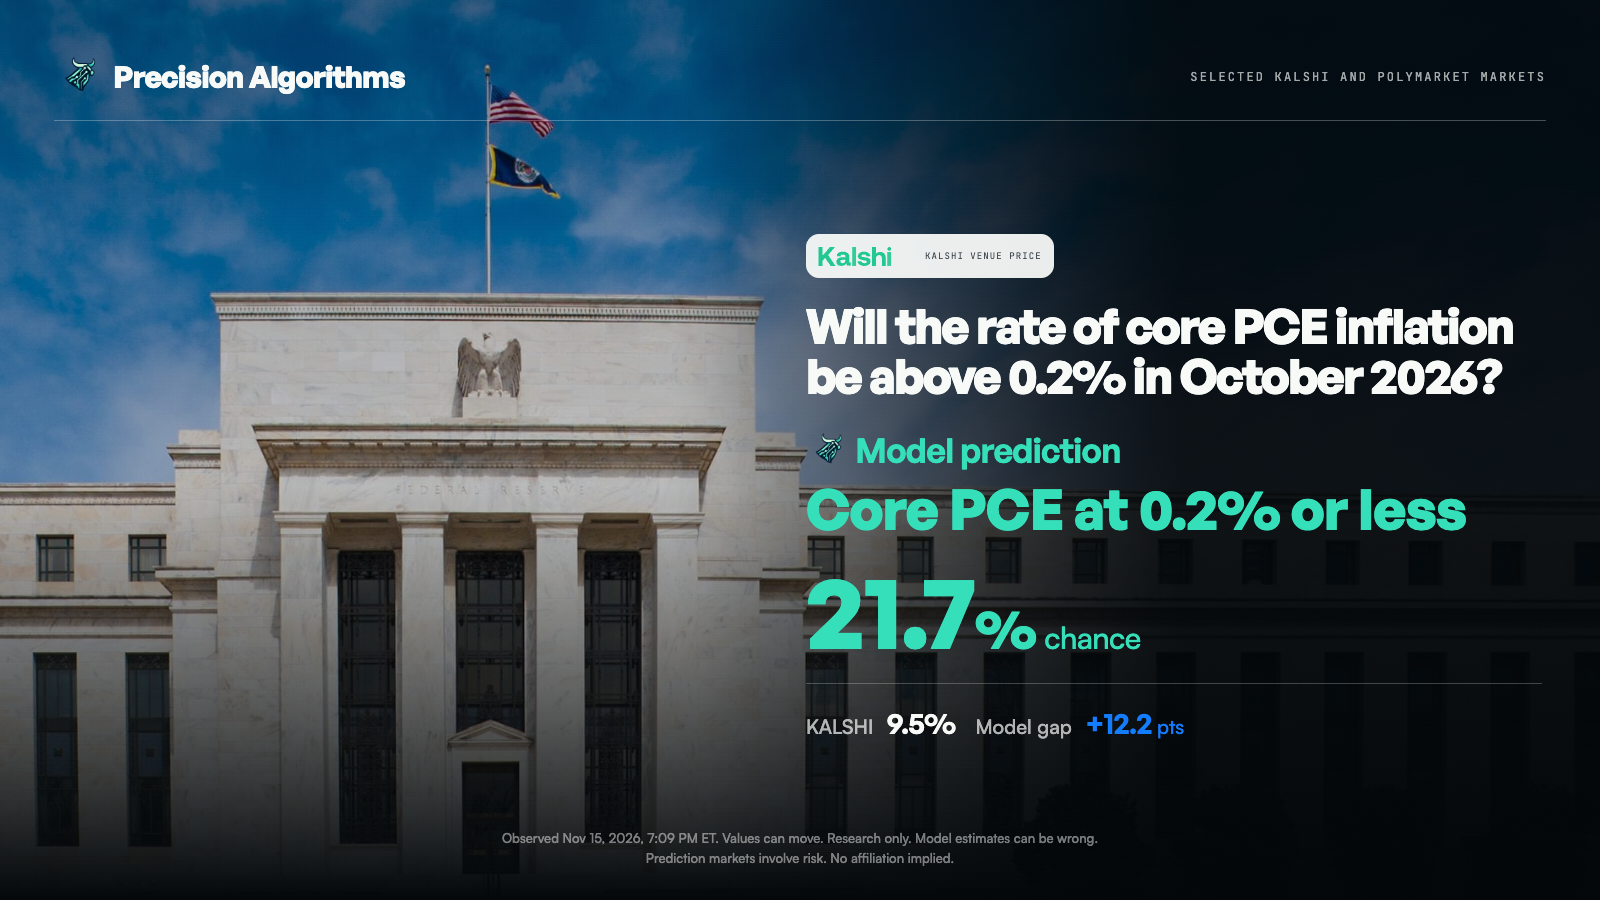 Precision Algorithms
SELECTED KALSHI AND POLYMARKET MARKETS
FEDERAL RESERVE
Kalshi KALSHI VENUE PRICE
Will the rate of core PCE inflation
be above 0.2% in October 2026?
Model prediction
Core PCE at 0.2% or less
21.7% chance
KALSHI 9.5% Model gap +12.2 pts
Observed Nov 15, 2026, 7:09 PM ET. Values can move. Research only. Model estimates can be wrong.
Prediction markets involve risk. No affiliation implied.